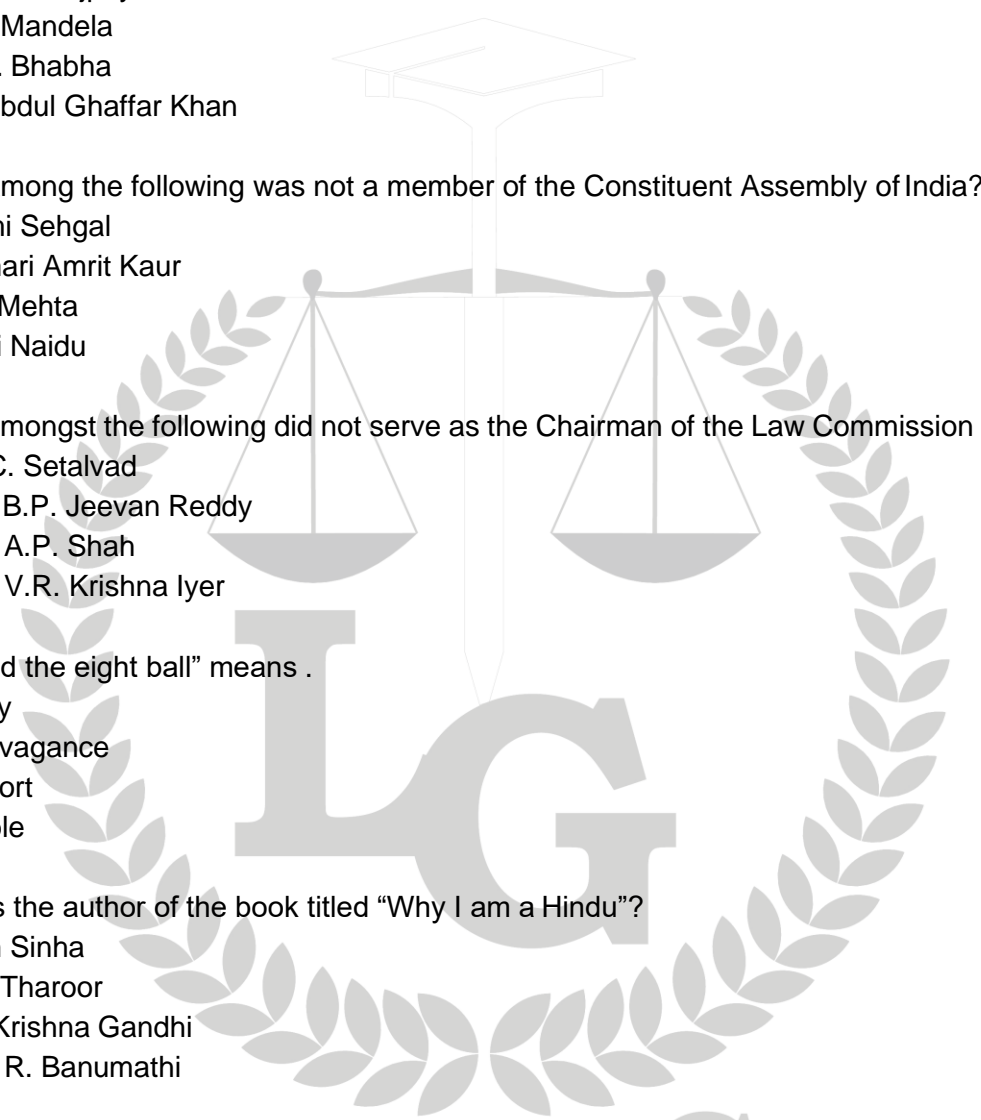 Mandela
. Bhabha
bdul Ghaffar Khan
mong the following was not a member of the Constituent Assembly of India?
ni Sehgal
ari Amrit Kaur
Mehta
i Naidu
mongst the following did not serve as the Chairman of the Law Commission
C. Setalvad
B.P. Jeevan Reddy
A.P. Shah
V.R. Krishna Iyer
d the eight ball” means .
y
vagance
ort
le
s the author of the book titled “Why I am a Hindu”?
Sinha
Tharoor
Krishna Gandhi
R. Banumathi
LG